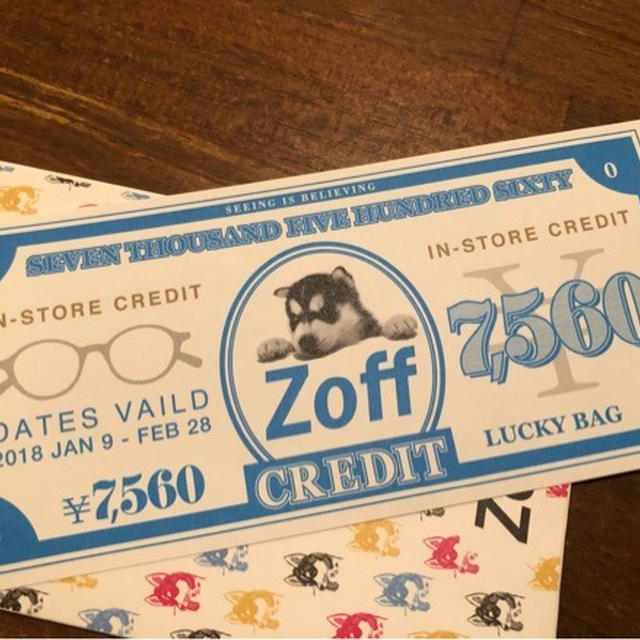 SEEING IS BELIEVING
SEVEN THOUSAND FIVE HUNDRED SIXTY
0
N-STORE CREDIT
IN-STORE CREDIT
7,560
Zoff
DATES VAILD
2018 JAN 9 - FEB 28
¥7,560
CREDIT
LUCKY BAG